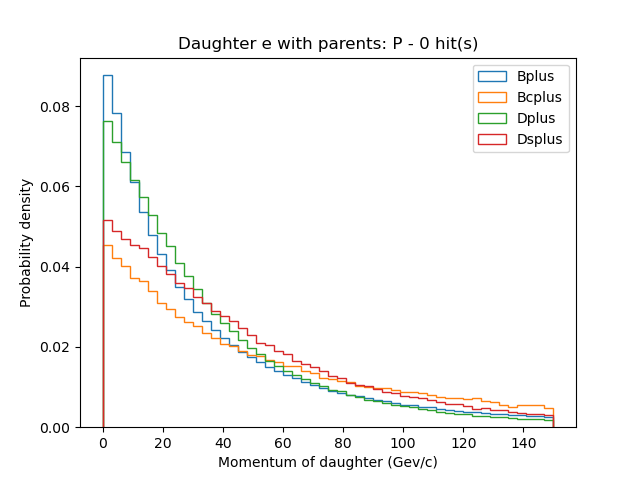 Daughter e with parents: P - 0 hit(s)
Bplus
Bcplus
Dplus
Dsplus
Probability density
0.08
0.06
0.04
0.02
0.00
0 20 40 60 80 100 120 140
Momentum of daughter (Gev/c)